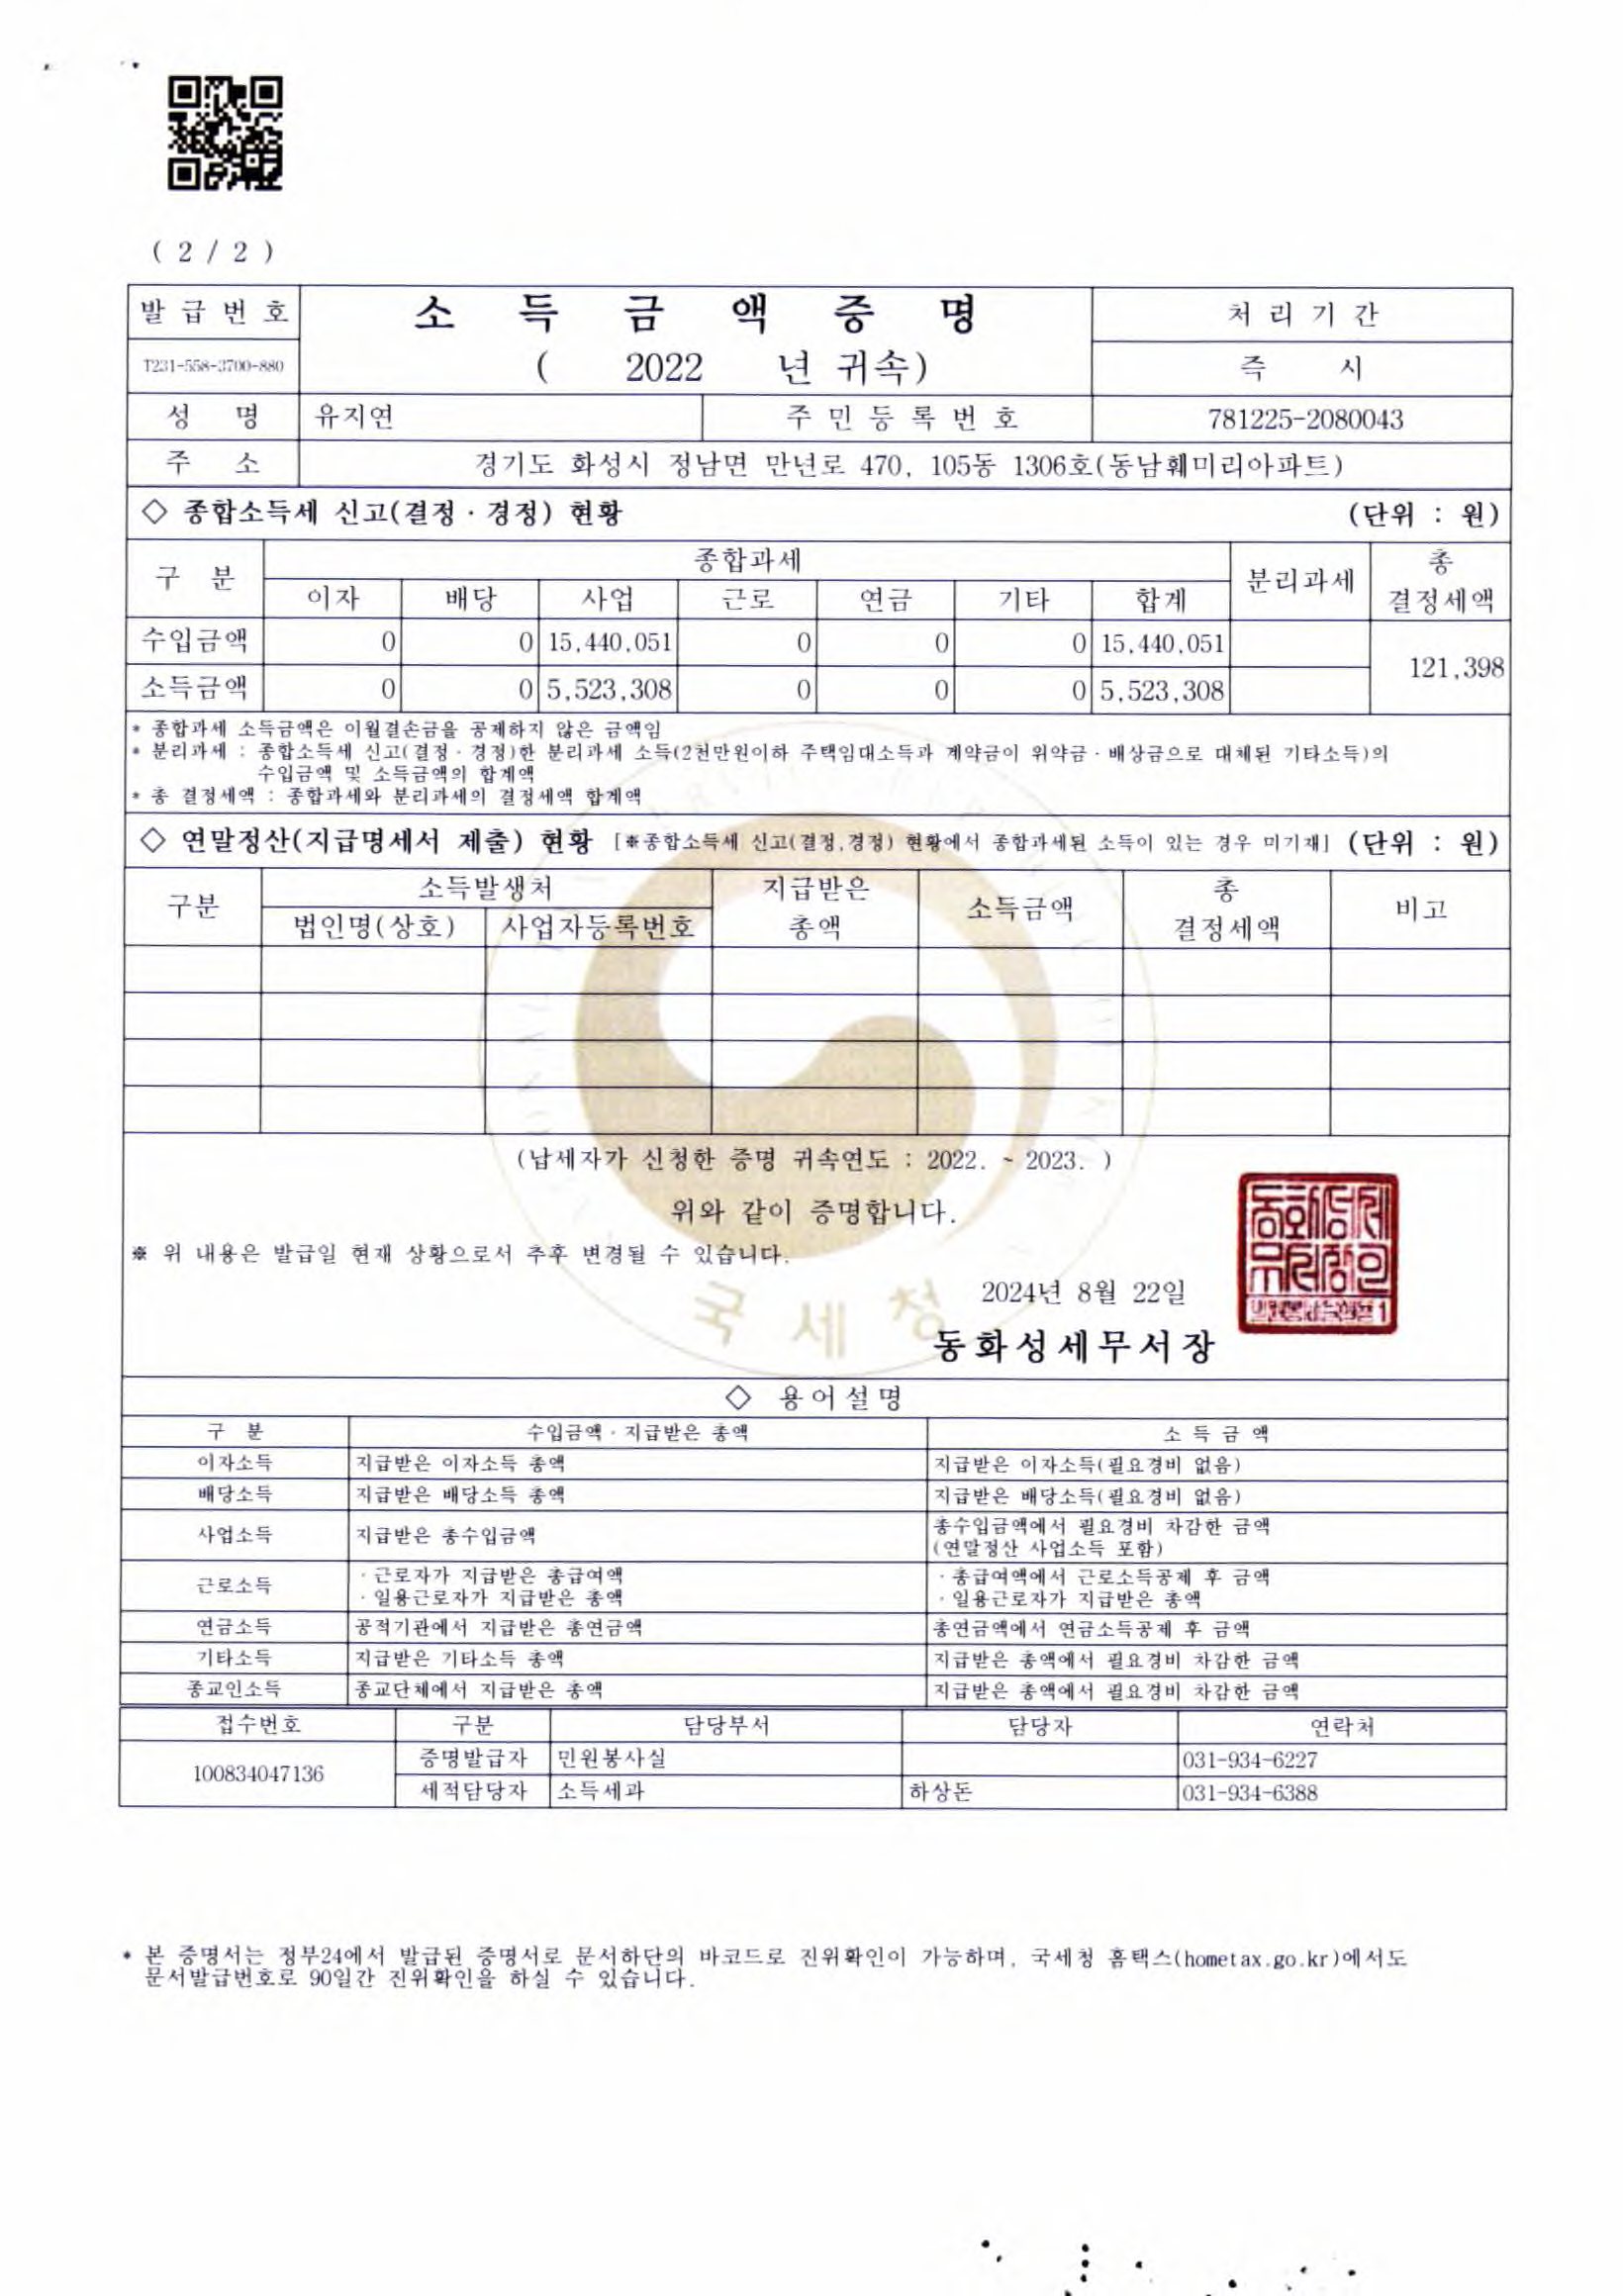 ( 2 / 2 )
발 급 번 호
소 득 금 액 증 명
처 리 기 간
T231-558-3700-880
( 2022 년 귀속)
즉 시
성 명 유지연 주 민 등 록 번 호 781225-2080043
주 소 경기도 화성시 정남면 만년로 470, 105동 1306호(동남훼미리아파트)
◇ 종합소득세 신고(결정 · 경정) 현황 (단위 : 원)
구 분 종합과세 분리과세 총 결정세액
이자 배당 사업 근로 연금 기타 합계
수입금액 0 0 15,440,051 0 0 0 15,440,051
121,398
소득금액 0 0 5,523,308 0 0 0 5,523,308
* 종합과세 소득금액은 이월결손금을 공제하지 않은 금액임
* 분리과세 : 종합소득세 신고(결정 · 경정)한 분리과세 소득(2천만원이하 주택임대소득과 계약금이 위약금 · 배상금으로 대체된 기타소득)의
수입금액 및 소득금액의 합계액
* 총 결정세액 : 종합과세와 분리과세의 결정세액 합계액
◇ 연말정산(지급명세서 제출) 현황 [※종합소득세 신고(결정,경정) 현황에서 종합과세된 소득이 있는 경우 미기재] (단위 : 원)
구분 소득발생처 지급받은 총액 소득금액 총 결정세액 비고
법인명(상호) 사업자등록번호
(납세자가 신청한 증명 귀속연도 : 2022. ~ 2023. )
위와 같이 증명합니다.
※ 위 내용은 발급일 현재 상황으로서 추후 변경될 수 있습니다.
2024년 8월 22일
국 세 청
동화성세무서장
◇ 용어설명
구 분 수입금액 · 지급받은 총액 소 득 금 액
이자소득 지급받은 이자소득 총액 지급받은 이자소득(필요경비 없음)
배당소득 지급받은 배당소득 총액 지급받은 배당소득(필요경비 없음)
사업소득 지급받은 총수입금액 총수입금액에서 필요경비 차감한 금액
(연말정산 사업소득 포함)
근로소득 · 근로자가 지급받은 총급여액 · 총급여액에서 근로소득공제 후 금액
· 일용근로자가 지급받은 총액 · 일용근로자가 지급받은 총액
연금소득 공적기관에서 지급받은 총연금액 총연금액에서 연금소득공제 후 금액
기타소득 지급받은 기타소득 총액 지급받은 총액에서 필요경비 차감한 금액
종교인소득 종교단체에서 지급받은 총액 지급받은 총액에서 필요경비 차감한 금액
접수번호 구분 담당부서 담당자 연락처
100834047136 증명발급자 민원봉사실 031-934-6227
세적담당자 소득세과 하상돈 031-934-6388
* 본 증명서는 정부24에서 발급된 증명서로 문서하단의 바코드로 진위확인이 가능하며, 국세청 홈택스(hometax.go.kr)에서도
문서발급번호로 90일간 진위확인을 하실 수 있습니다.